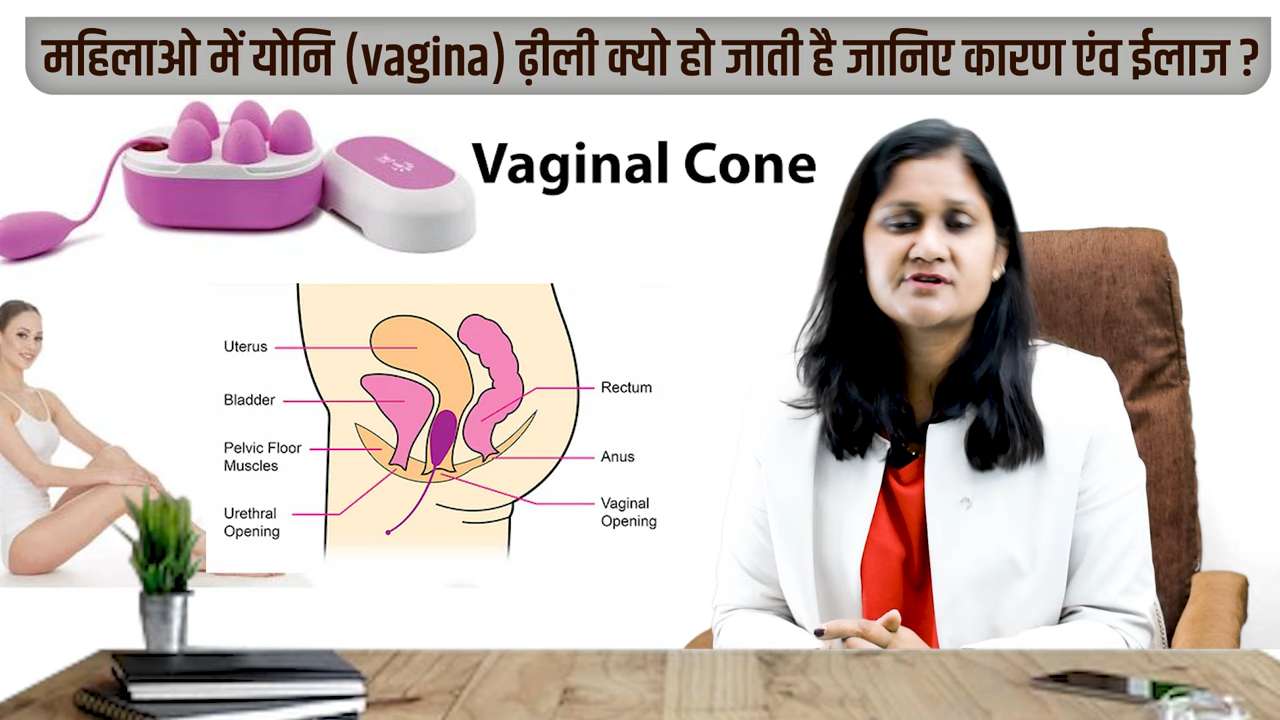 महिलाओ में योनि (vagina) ढ़ीली क्यो हो जाती है जानिए कारण एंव ईलाज ?
Vaginal Cone
Uterus
Bladder
Pelvic Floor
Muscles
Urethral
Opening
Rectum
Anus
Vaginal
Opening